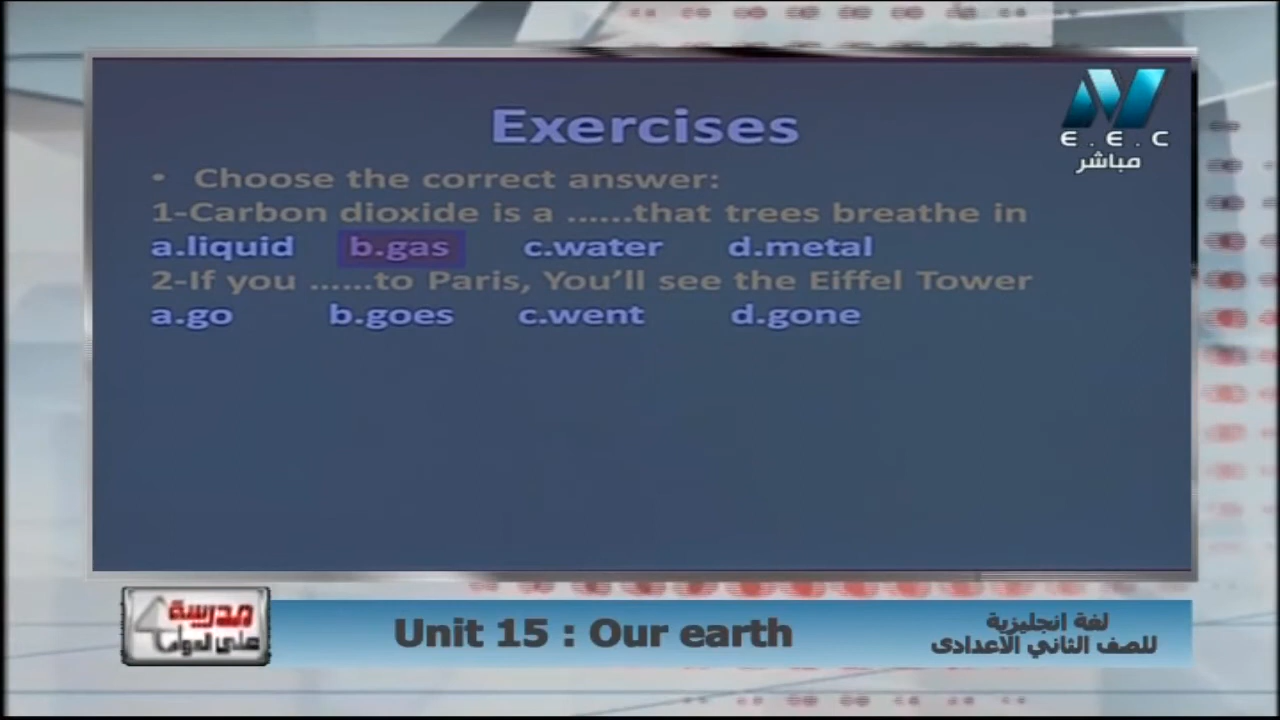 Exercises
• Choose the correct answer:
1-Carbon dioxide is a ......that trees breathe in
a.liquid b.gas c.water d.metal
2-If you ......to Paris, You'll see the Eiffel Tower
a.go b.goes c.went d.gone
E.E.C
مباشر
مدرسة
على الهواء
Unit 15 : Our earth
لغة انجليزية
للصف الثاني الاعدادى